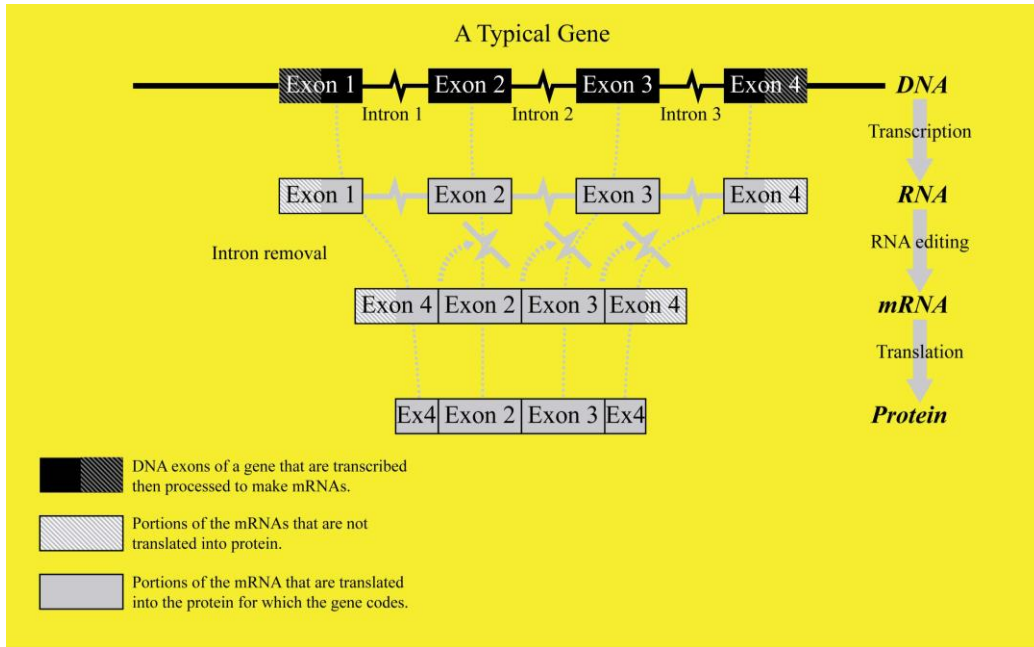 A Typical Gene
Exon 1 Exon 2 Exon 3 Exon 4 DNA
Intron 1 Intron 2 Intron 3
Transcription
Exon 1 Exon 2 Exon 3 Exon 4 RNA
Intron removal
RNA editing
Exon 4 Exon 2 Exon 3 Exon 4 mRNA
Translation
Ex4 Exon 2 Exon 3 Ex4 Protein
DNA exons of a gene that are transcribed
then processed to make mRNAs.
Portions of the mRNAs that are not
translated into protein.
Portions of the mRNA that are translated
into the protein for which the gene codes.